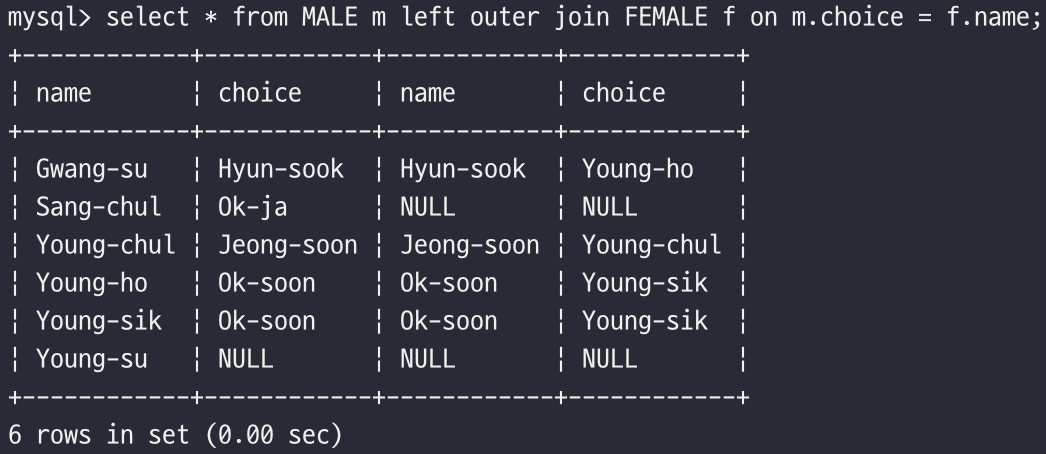 mysql> select * from MALE m left outer join FEMALE f on m.choice = f.name;
+------------+------------+------------+------------+
¦ name       ¦ choice     ¦ name       ¦ choice     ¦
+------------+------------+------------+------------+
¦ Gwang-su   ¦ Hyun-sook  ¦ Hyun-sook  ¦ Young-ho   ¦
¦ Sang-chul  ¦ Ok-ja      ¦ NULL       ¦ NULL       ¦
¦ Young-chul ¦ Jeong-soon ¦ Jeong-soon ¦ Young-chul ¦
¦ Young-ho   ¦ Ok-soon    ¦ Ok-soon    ¦ Young-sik  ¦
¦ Young-sik  ¦ Ok-soon    ¦ Ok-soon    ¦ Young-sik  ¦
¦ Young-su   ¦ NULL       ¦ NULL       ¦ NULL       ¦
+------------+------------+------------+------------+
6 rows in set (0.00 sec)